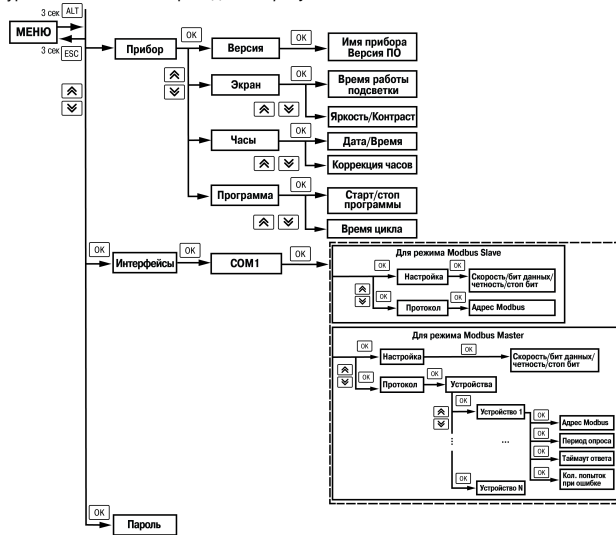 3 сек ALT
МЕНЮ
3 сек ESC
OK
Прибор
OK
Версия
OK
Имя прибора
Версия ПО
Экран
OK
Время работы
подсветки
Яркость/Контраст
Часы
OK
Дата/Время
Коррекция часов
Программа
OK
Старт/стоп
программы
Время цикла
OK
Интерфейсы
OK
COM1
OK
Для режима Modbus Slave
OK
Настройка
OK
Скорость/бит данных/
четность/стоп бит
OK
Протокол
OK
Адрес Modbus
Для режима Modbus Master
OK
Настройка
OK
Скорость/бит данных/
четность/стоп бит
OK
Протокол
OK
Устройства
OK
Устройство 1
OK
Адрес Modbus
OK
Период опроса
...
OK
Таймаут ответа
OK
Кол. попыток
при ошибке
OK
Устройство N
OK
Пароль